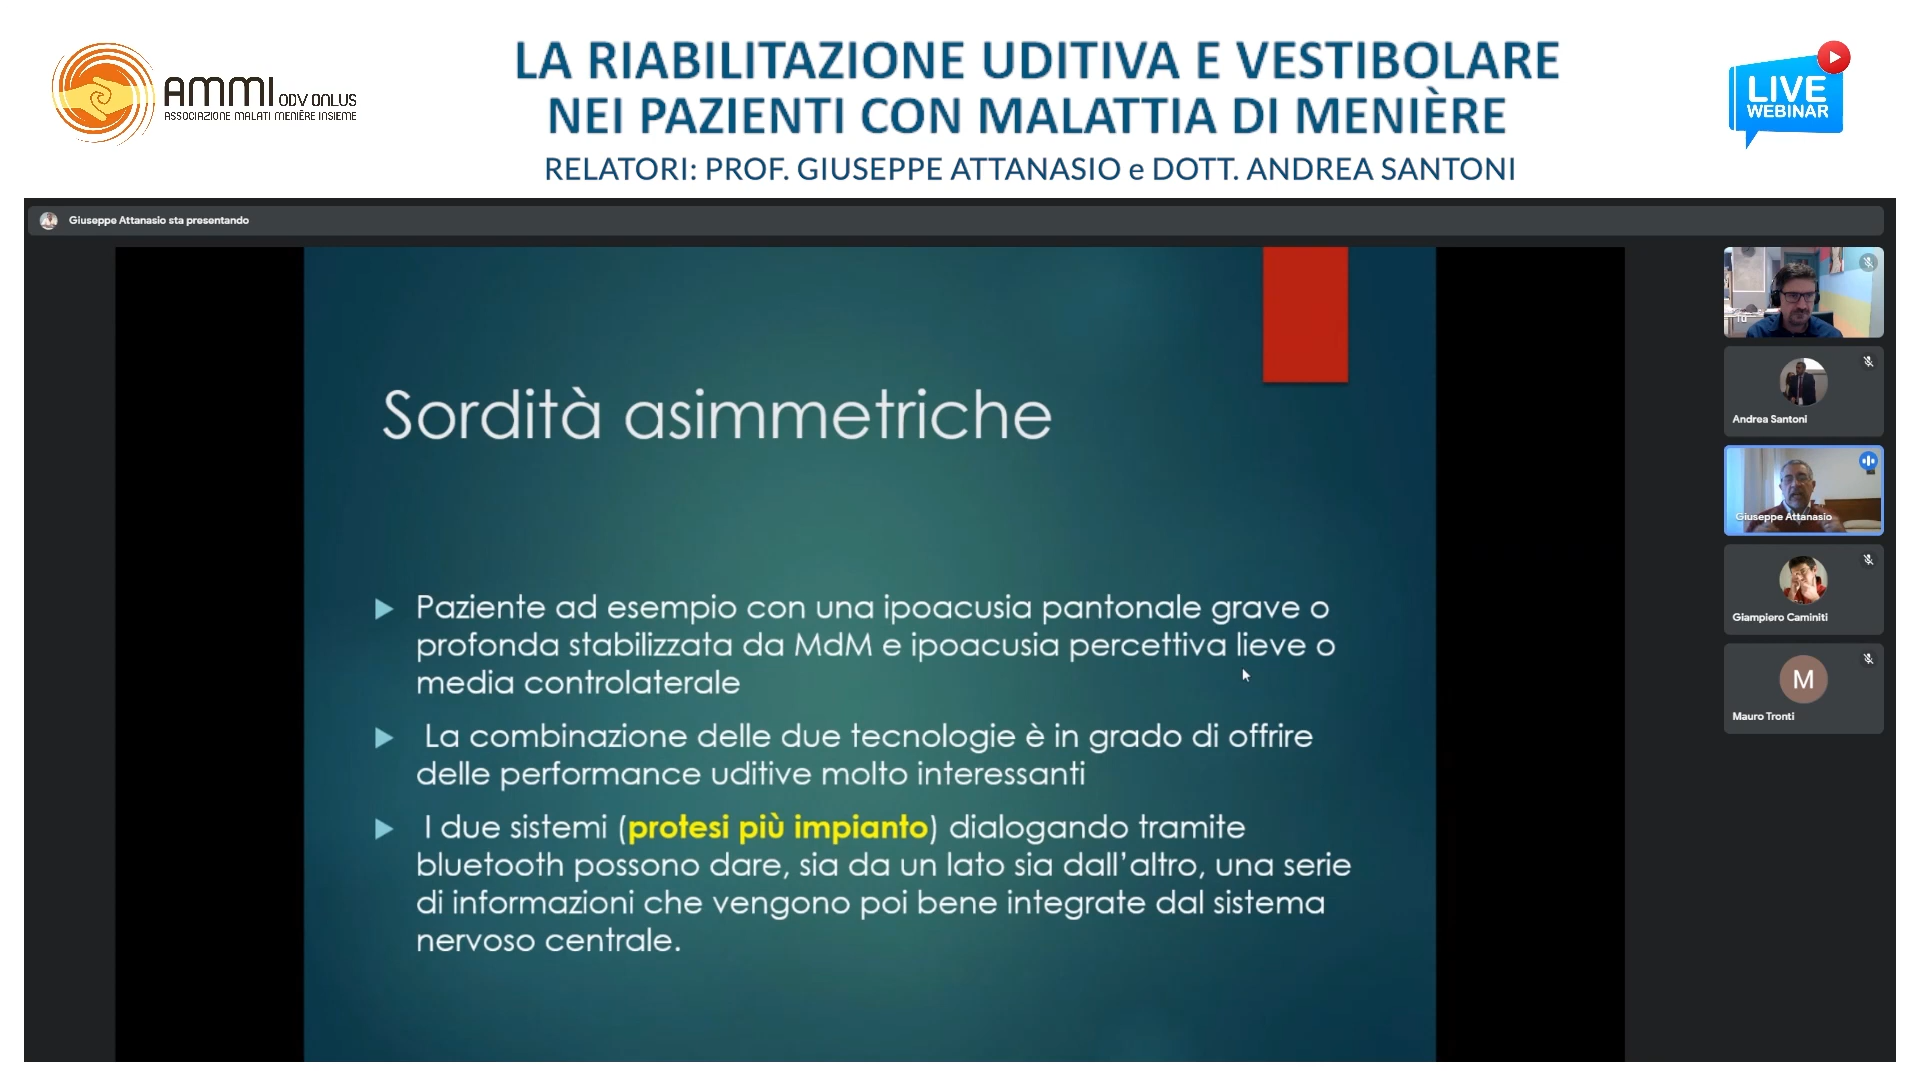 AMMI ODV ONLUS
ASSOCIAZIONE MALATI MENIÈRE INSIEME
LA RIABILITAZIONE UDITIVA E VESTIBOLARE
NEI PAZIENTI CON MALATTIA DI MENIÈRE
RELATORI: PROF. GIUSEPPE ATTANASIO e DOTT. ANDREA SANTONI
LIVE
WEBINAR
Giuseppe Attanasio sta presentando
Sordità asimmetriche
Paziente ad esempio con una ipoacusia pantonale grave o
profonda stabilizzata da MdM e ipoacusia percettiva lieve o
media controlaterale
La combinazione delle due tecnologie è in grado di offrire
delle performance uditive molto interessanti
I due sistemi (protesi più impianto) dialogando tramite
bluetooth possono dare, sia da un lato sia dall'altro, una serie
di informazioni che vengono poi bene integrate dal sistema
nervoso centrale.
Tu
Andrea Santoni
Giuseppe Attanasio
Giampiero Caminiti
M
Mauro Tronti